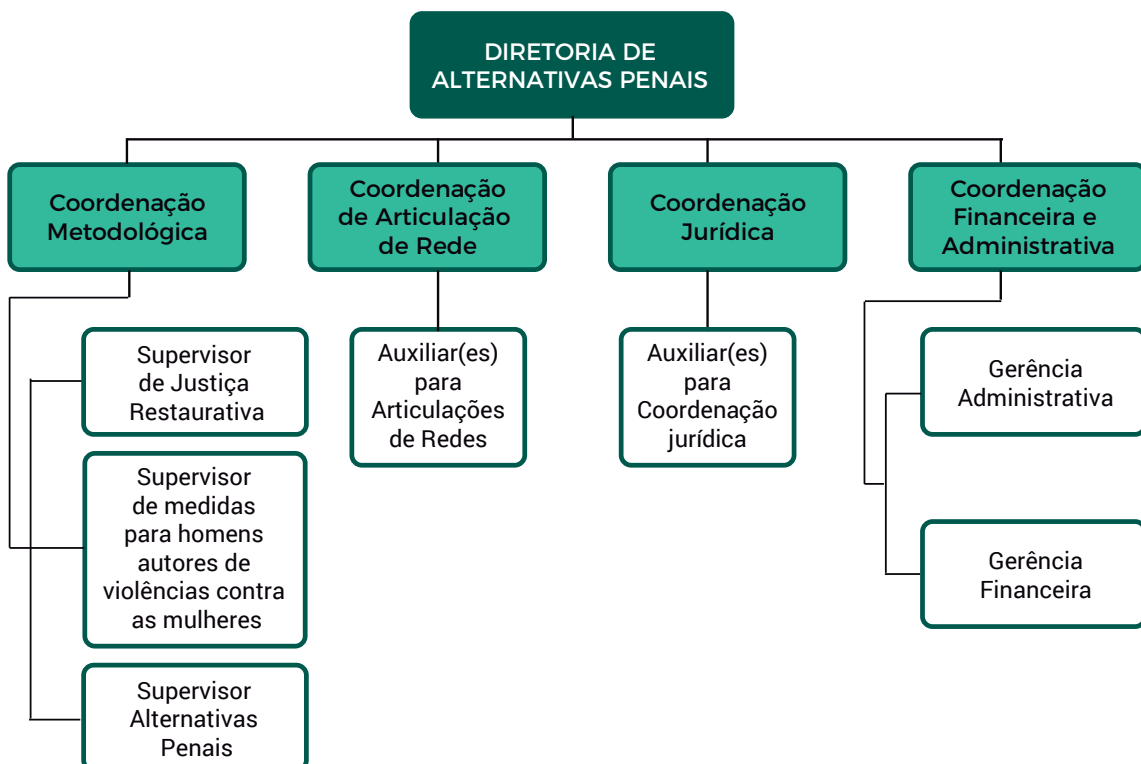 DIRETORIA DE
ALTERNATIVAS PENAIS
Coordenação
Metodológica
Coordenação
de Articulação
de Rede
Coordenação
Jurídica
Coordenação
Financeira e
Administrativa
Supervisor
de Justiça
Restaurativa
Supervisor
de medidas
para homens
autores de
violências contra
as mulheres
Supervisor
Alternativas
Penais
Auxiliar(es)
para
Articulações
de Redes
Auxiliar(es)
para
Coordenação
jurídica
Gerência
Administrativa
Gerência
Financeira